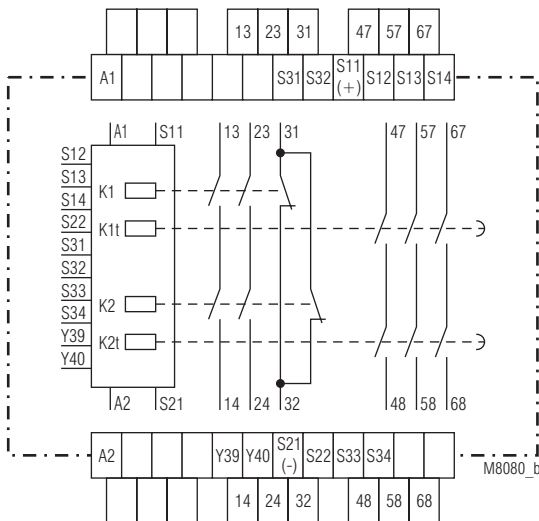 13 23 31 47 57 67
A1 S31 S32 S11 (+) S12 S13 S14
A1 S11 13 23 31 47 57 67
S12
S13
K1
S14
S22
K1t
S31
S32
S33
K2
S34
Y39
K2t
Y40
A2 S21 14 24 32 48 58 68
A2 Y39 Y40 S21 (-) S22 S33 S34
M8080_b
14 24 32 48 58 68